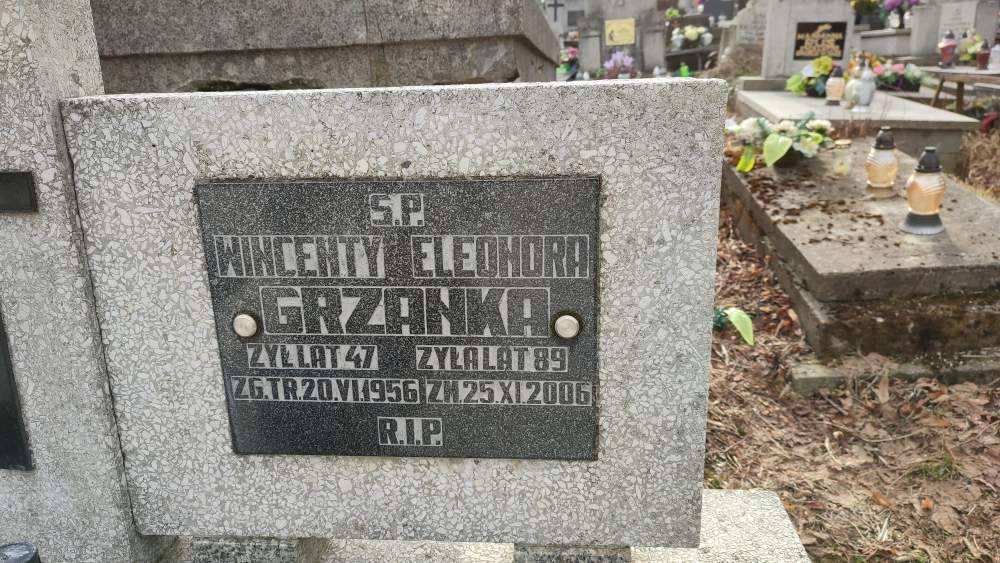 S.P.
WINCENTY ELEONORA
GRZANKA
ZYŁ LAT 47 ZYŁA LAT 89
ZG.TR.20.VI.1956 ZM.25.XI.2006
R.I.P.